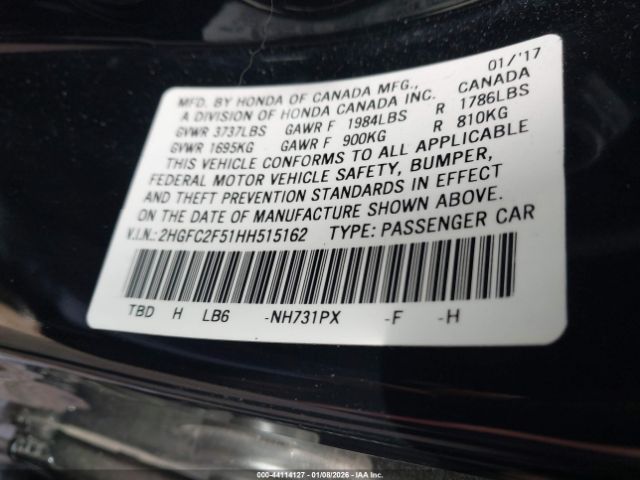 MFD. BY HONDA OF CANADA MFG., 01/'17
A DIVISION OF HONDA CANADA INC. CANADA
GVWR 3737LBS GAWR F 1984LBS R 1786LBS
GVWR 1695KG GAWR F 900KG R 810KG
THIS VEHICLE CONFORMS TO ALL APPLICABLE
FEDERAL MOTOR VEHICLE SAFETY, BUMPER,
AND THEFT PREVENTION STANDARDS IN EFFECT
ON THE DATE OF MANUFACTURE SHOWN ABOVE.
V.I.N.: 2HGFC2F51HH515162 TYPE: PASSENGER CAR
TBD H LB6 -NH731PX -F -H
000-44114127 - 01/08/2026 - IAA Inc.